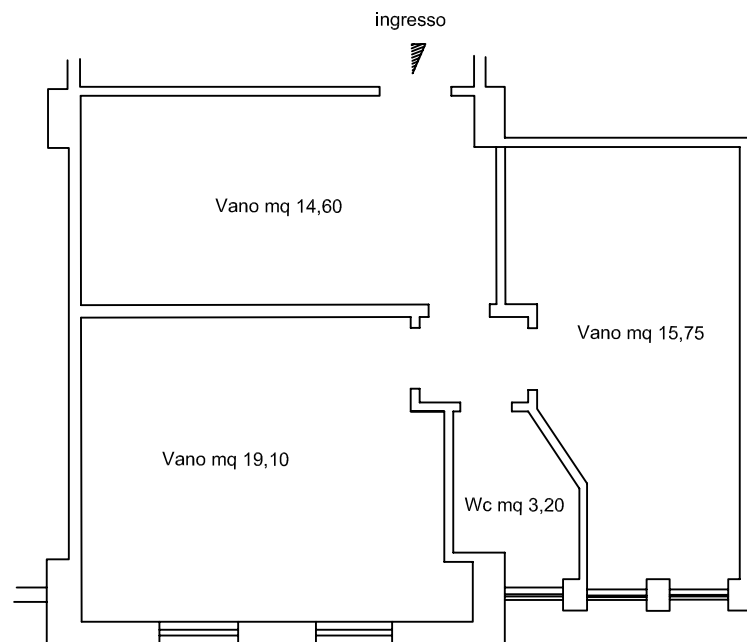 ingresso
Vano mq 14,60
Vano mq 15,75
Vano mq 19,10
Wc mq 3,20